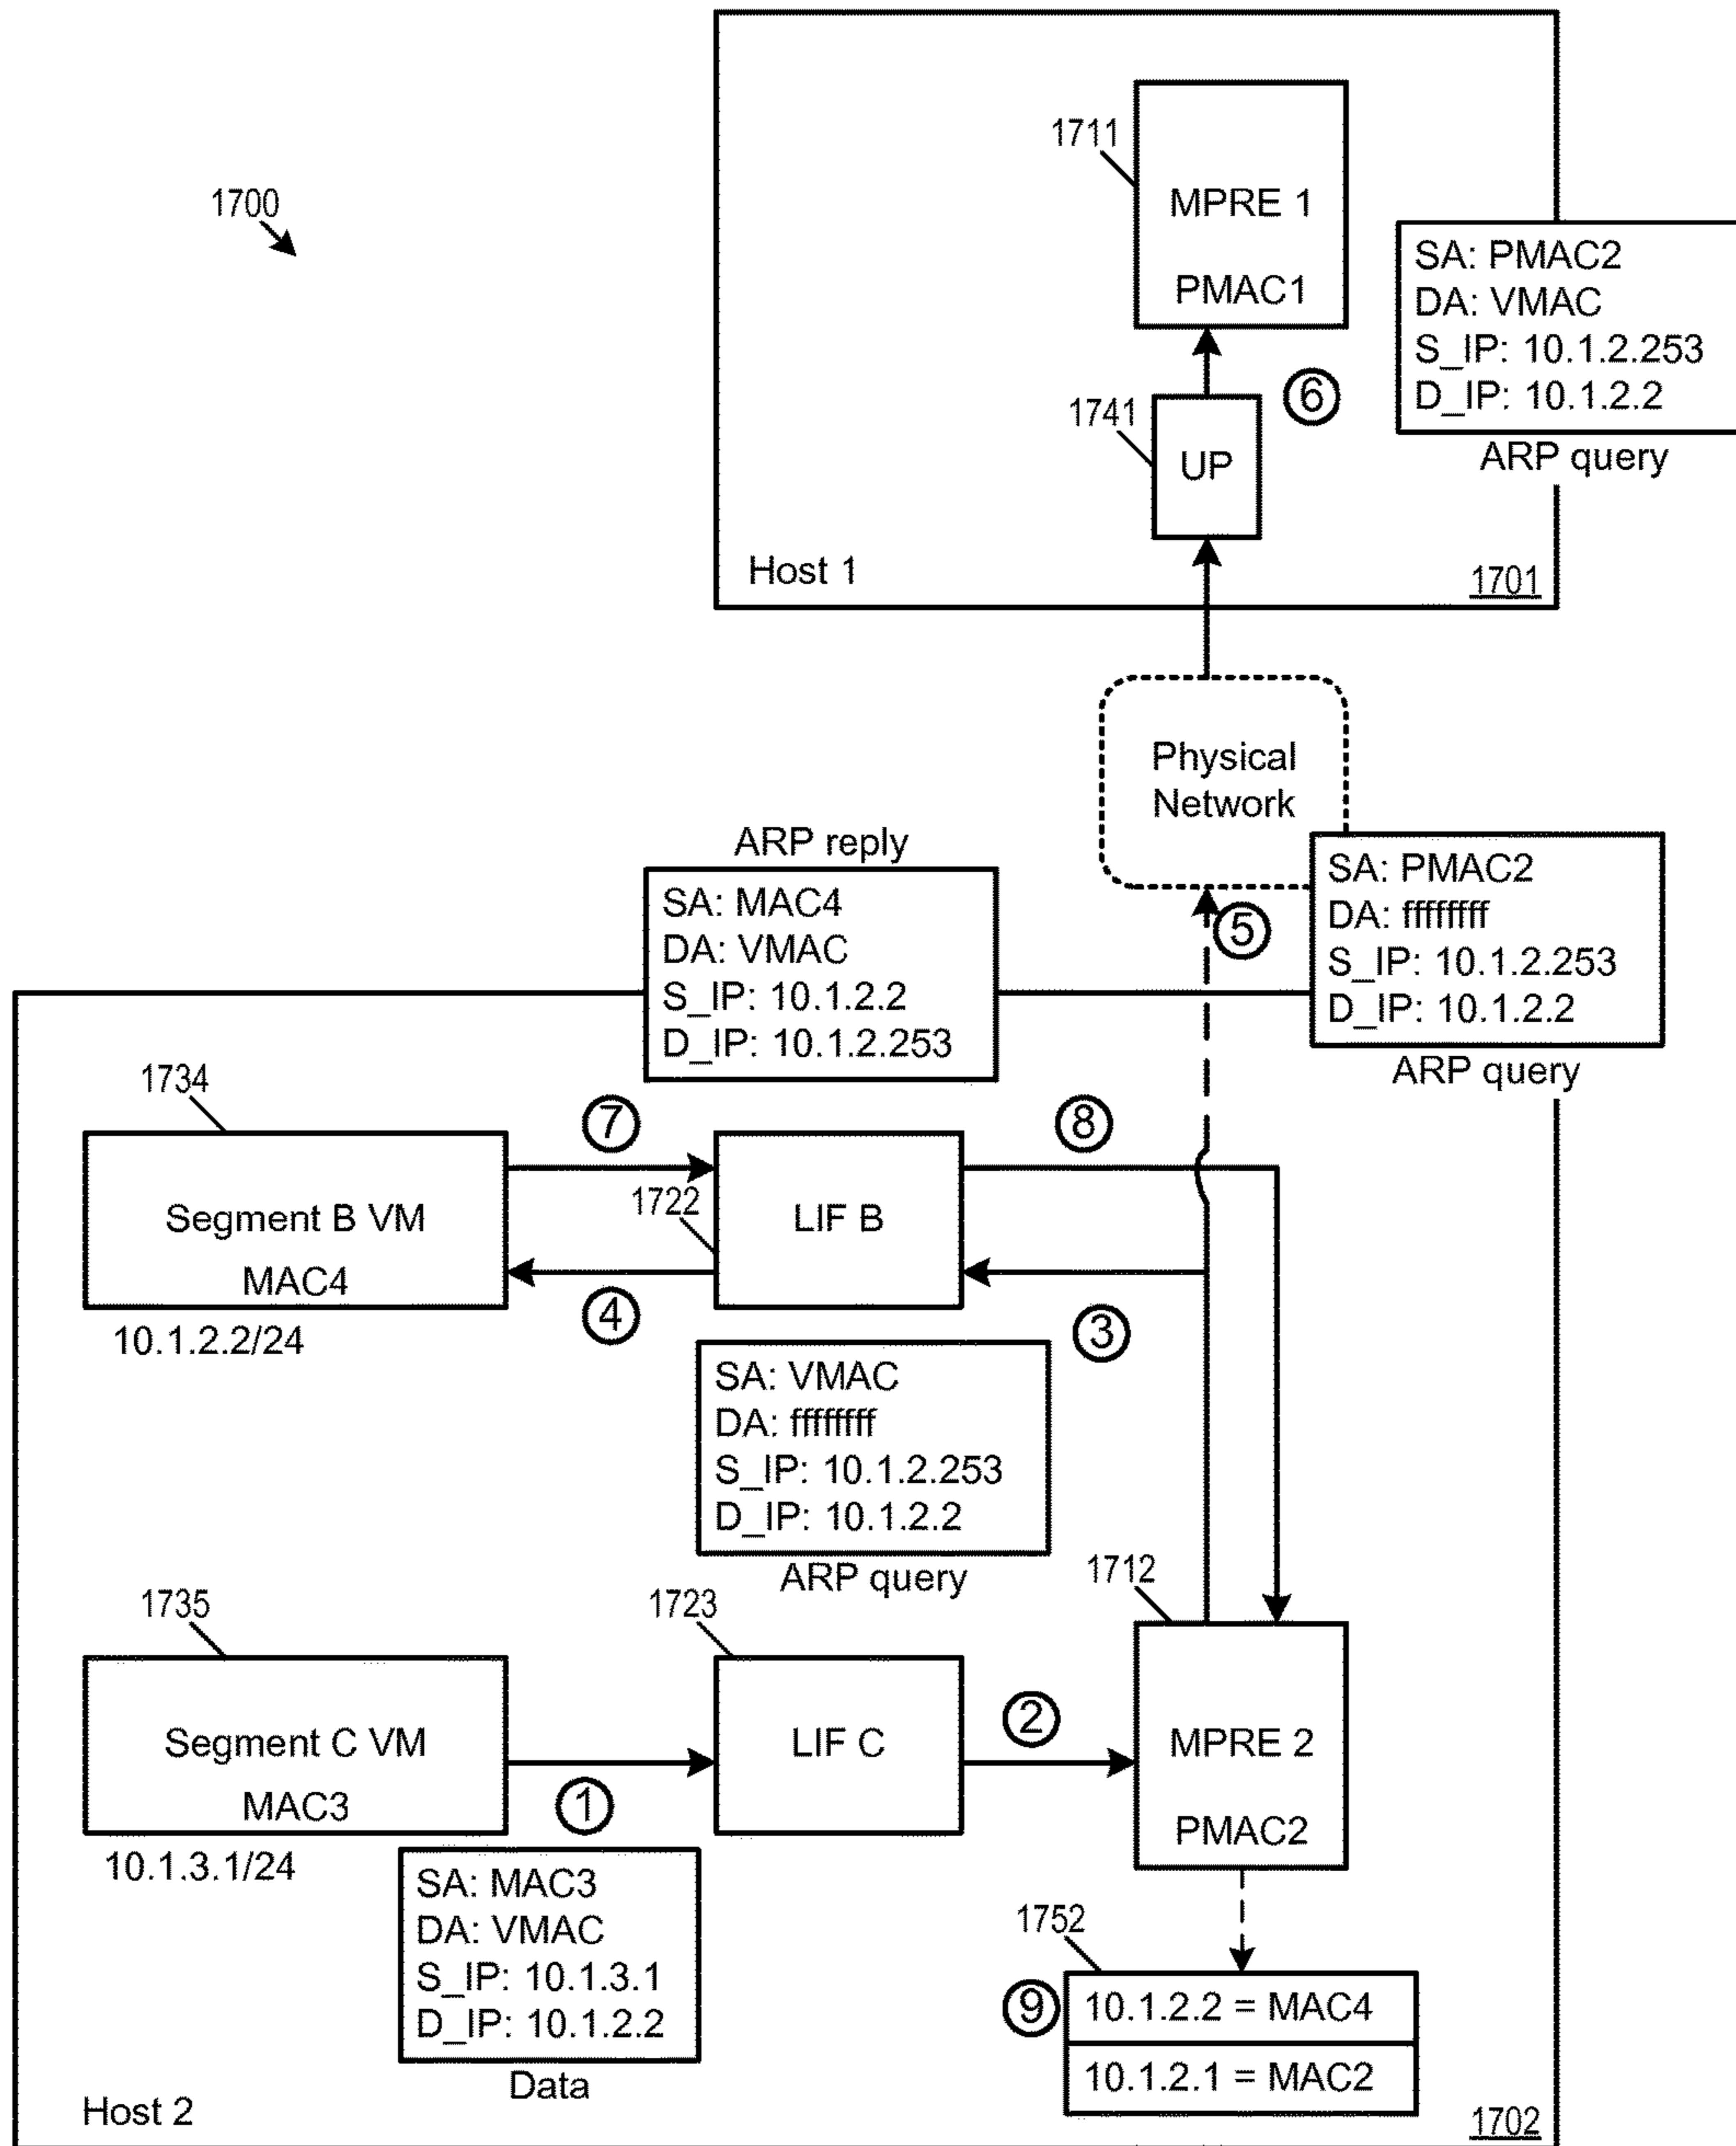 1700
1711
MPRE 1
PMAC1
SA: PMAC2
DA: VMAC
S_IP: 10.1.2.253
D_IP: 10.1.2.2
ARP query
6
1741
UP
Host 1
1701
Physical
Network
ARP reply
SA: MAC4
DA: VMAC
S_IP: 10.1.2.2
D_IP: 10.1.2.253
5
SA: PMAC2
DA: ffffffff
S_IP: 10.1.2.253
D_IP: 10.1.2.2
ARP query
1734
7
8
Segment B VM
MAC4
10.1.2.2/24
1722
LIF B
4
3
SA: VMAC
DA: ffffffff
S_IP: 10.1.2.253
D_IP: 10.1.2.2
ARP query
1712
1735
1723
Segment C VM
MAC3
10.1.3.1/24
LIF C
2
MPRE 2
PMAC2
1
SA: MAC3
DA: VMAC
S_IP: 10.1.3.1
D_IP: 10.1.2.2
Data
1752
9
10.1.2.2 = MAC4
10.1.2.1 = MAC2
Host 2
1702